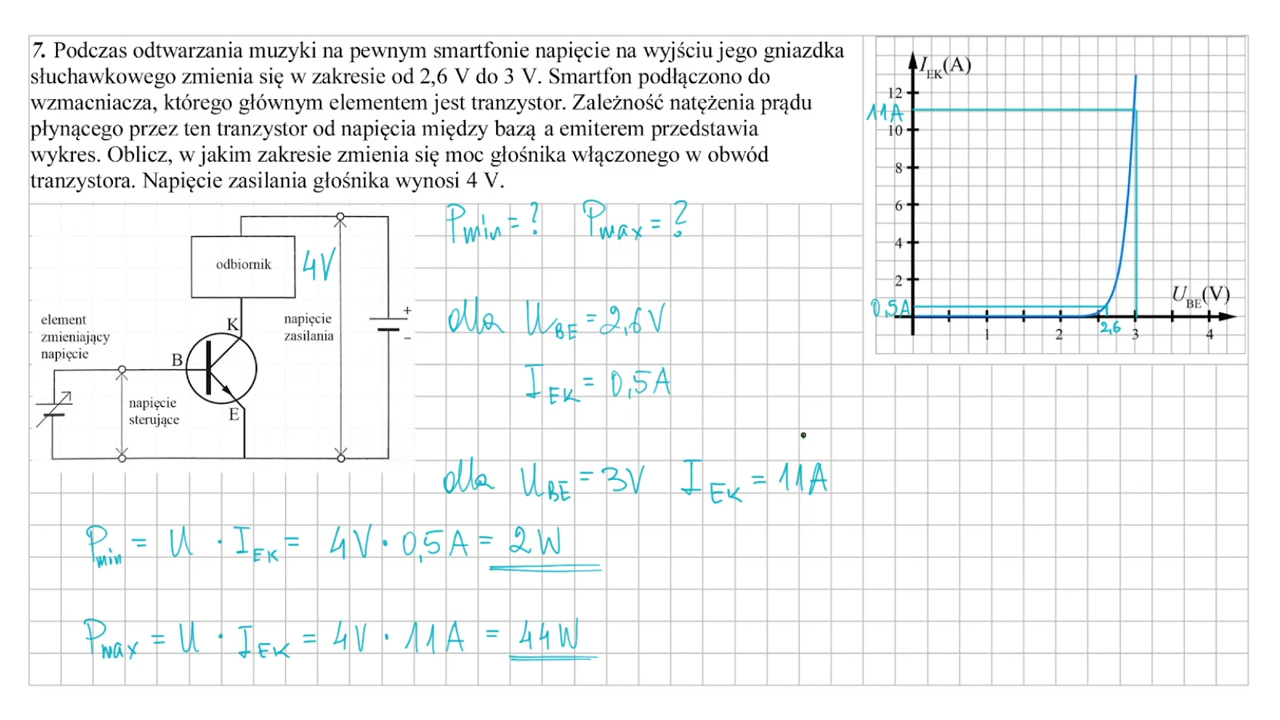 7. Podczas odtwarzania muzyki na pewnym smartfonie napięcie na wyjściu jego gniazdka
słuchawkowego zmienia się w zakresie od 2,6 V do 3 V. Smartfon podłączono do
wzmacniacza, którego głównym elementem jest tranzystor. Zależność natężenia prądu
płynącego przez ten tranzystor od napięcia między bazą a emiterem przedstawia
wykres. Oblicz, w jakim zakresie zmienia się moc głośnika włączonego w obwód
tranzystora. Napięcie zasilania głośnika wynosi 4 V.
I_EK(A)
12
11A
10
8
6
4
2
0,5A
U_BE(V)
1
2
2,6
3
4
odbiornik
4V
K
napięcie
zasilania
+
-
element
zmieniający
napięcie
B
napięcie
sterujące
E
P_min = ? P_max = ?
dla U_BE = 2,6V
I_EK = 0,5A
dla U_BE = 3V I_EK = 11A
P_min = U · I_EK = 4V · 0,5A = 2W
P_max = U · I_EK = 4V · 11A = 44W